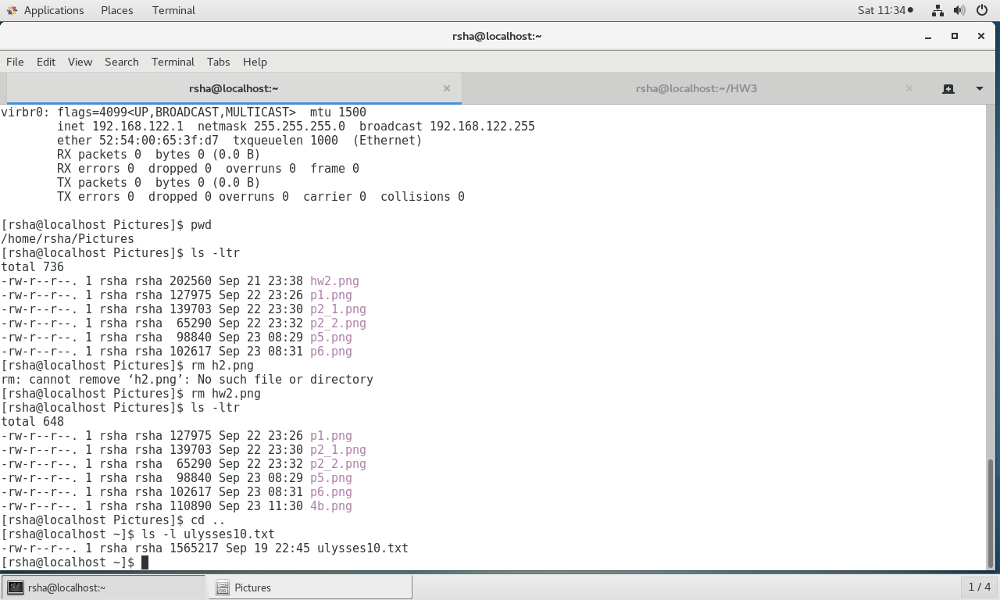 Applications Places Terminal Sat 11:34
rsha@localhost:~
File Edit View Search Terminal Tabs Help
rsha@localhost:~ rsha@localhost:~/HW3
virbr0: flags=4099<UP,BROADCAST,MULTICAST>  mtu 1500
        inet 192.168.122.1  netmask 255.255.255.0  broadcast 192.168.122.255
        ether 52:54:00:65:3f:d7  txqueuelen 1000  (Ethernet)
        RX packets 0  bytes 0 (0.0 B)
        RX errors 0  dropped 0  overruns 0  frame 0
        TX packets 0  bytes 0 (0.0 B)
        TX errors 0  dropped 0 overruns 0  carrier 0  collisions 0
[rsha@localhost Pictures]$ pwd
/home/rsha/Pictures
[rsha@localhost Pictures]$ ls -ltr
total 736
-rw-r--r--. 1 rsha rsha 202560 Sep 21 23:38 hw2.png
-rw-r--r--. 1 rsha rsha 127975 Sep 22 23:26 p1.png
-rw-r--r--. 1 rsha rsha 139703 Sep 22 23:30 p2_1.png
-rw-r--r--. 1 rsha rsha  65290 Sep 22 23:32 p2_2.png
-rw-r--r--. 1 rsha rsha  98840 Sep 23 08:29 p5.png
-rw-r--r--. 1 rsha rsha 102617 Sep 23 08:31 p6.png
[rsha@localhost Pictures]$ rm h2.png
rm: cannot remove ‘h2.png’: No such file or directory
[rsha@localhost Pictures]$ rm hw2.png
[rsha@localhost Pictures]$ ls -ltr
total 648
-rw-r--r--. 1 rsha rsha 127975 Sep 22 23:26 p1.png
-rw-r--r--. 1 rsha rsha 139703 Sep 22 23:30 p2_1.png
-rw-r--r--. 1 rsha rsha  65290 Sep 22 23:32 p2_2.png
-rw-r--r--. 1 rsha rsha  98840 Sep 23 08:29 p5.png
-rw-r--r--. 1 rsha rsha 102617 Sep 23 08:31 p6.png
-rw-r--r--. 1 rsha rsha 110890 Sep 23 11:30 4b.png
[rsha@localhost Pictures]$ cd ..
[rsha@localhost ~]$ ls -l ulysses10.txt
-rw-r--r--. 1 rsha rsha 1565217 Sep 19 22:45 ulysses10.txt
[rsha@localhost ~]$
rsha@localhost:~ Pictures 1 / 4